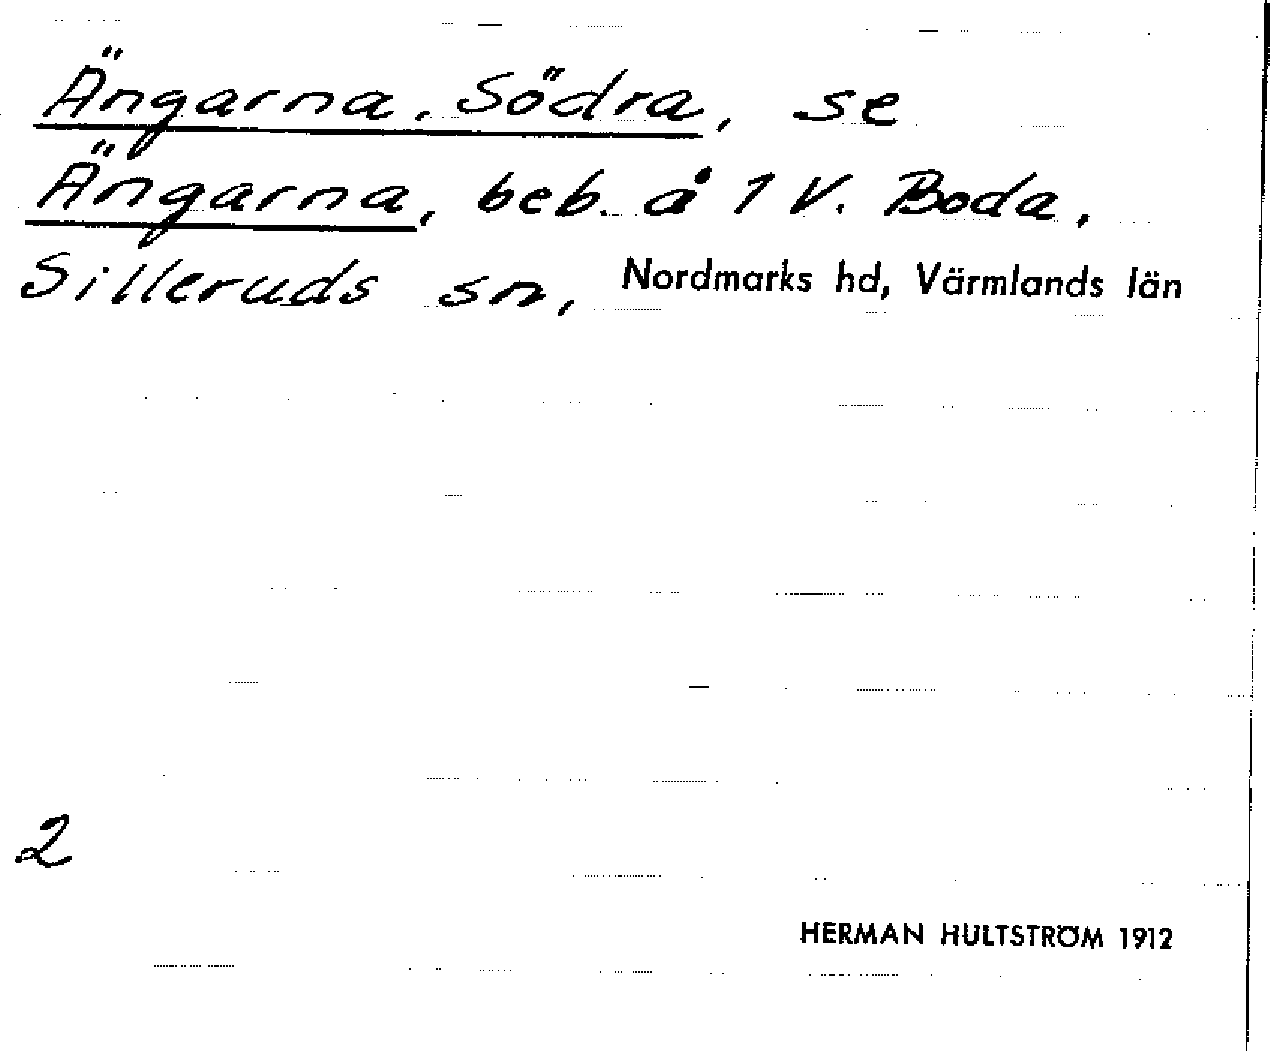 Ängarna, Södra, se
Ängarna, beb. å 1 V. Boda,
Silleruds sn, Nordmarks hd, Värmlands län
2
HERMAN HULTSTRÖM 1912